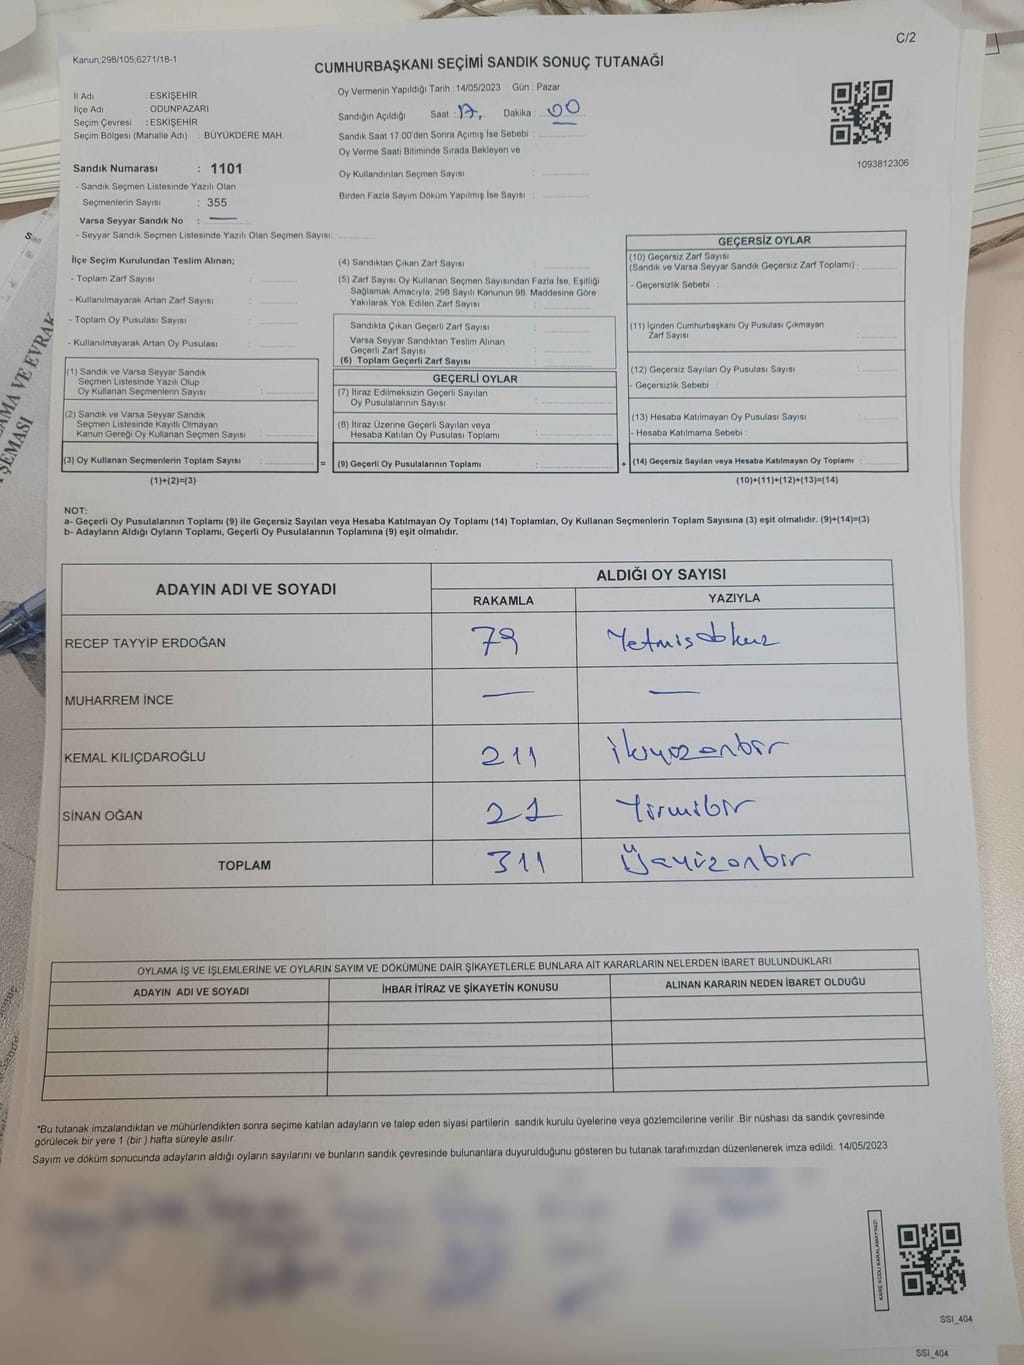 C/2
Kanun;298/105;6271/18-1
CUMHURBAŞKANI SEÇİMİ SANDIK SONUÇ TUTANAĞI
İl Adı : ESKİŞEHİR
İlçe Adı : ODUNPAZARI
Seçim Çevresi : ESKİŞEHİR
Seçim Bölgesi (Mahalle Adı) : BÜYÜKDERE MAH.
Sandık Numarası : 1101
- Sandık Seçmen Listesinde Yazılı Olan
Seçmenlerin Sayısı : 355
Varsa Seyyar Sandık No : —
- Seyyar Sandık Seçmen Listesinde Yazılı Olan Seçmen Sayısı:
Oy Vermenin Yapıldığı Tarih : 14/05/2023 Gün : Pazar
Sandığın Açıldığı Saat : 17, Dakika : 00
Sandık Saat 17:00'den Sonra Açımış İse Sebebi :
Oy Verme Saati Bitiminde Sırada Bekleyen ve
Oy Kullandırılan Seçmen Sayısı :
Birden Fazla Sayım Döküm Yapılmış İse Sayısı :
1093812306
İlçe Seçim Kurulundan Teslim Alınan;
- Toplam Zarf Sayısı :
- Kullanılmayarak Artan Zarf Sayısı :
- Toplam Oy Pusulası Sayısı :
- Kullanılmayarak Artan Oy Pusulası :
(1) Sandık ve Varsa Seyyar Sandık
Seçmen Listesinde Yazılı Olup
Oy Kullanan Seçmenlerin Sayısı :
(2) Sandık ve Varsa Seyyar Sandık
Seçmen Listesinde Kayıtlı Olmayan
Kanun Gereği Oy Kullanan Seçmen Sayısı :
(3) Oy Kullanan Seçmenlerin Toplam Sayısı :
(1)+(2)=(3)
(4) Sandıktan Çıkan Zarf Sayısı :
(5) Zarf Sayısı Oy Kullanan Seçmen Sayısından Fazla İse, Eşitliği
Sağlamak Amacıyla, 298 Sayılı Kanunun 98. Maddesine Göre
Yakılarak Yok Edilen Zarf Sayısı :
Sandıkta Çıkan Geçerli Zarf Sayısı :
Varsa Seyyar Sandıktan Teslim Alınan
Geçerli Zarf Sayısı :
(6) Toplam Geçerli Zarf Sayısı :
GEÇERLİ OYLAR
(7) İtiraz Edilmeksizin Geçerli Sayılan
Oy Pusulalarının Sayısı :
(8) İtiraz Üzerine Geçerli Sayılan veya
Hesaba Katılan Oy Pusulası Toplamı :
= (9) Geçerli Oy Pusulalarının Toplamı :
GEÇERSİZ OYLAR
(10) Geçersiz Zarf Sayısı
(Sandık ve Varsa Seyyar Sandık Geçersiz Zarf Toplamı) :
- Geçersizlik Sebebi :
(11) İçinden Cumhurbaşkanı Oy Pusulası Çıkmayan
Zarf Sayısı :
(12) Geçersiz Sayılan Oy Pusulası Sayısı :
- Geçersizlik Sebebi :
(13) Hesaba Katılmayan Oy Pusulası Sayısı :
- Hesaba Katılmama Sebebi :
+ (14) Geçersiz Sayılan veya Hesaba Katılmayan Oy Toplamı :
(10)+(11)+(12)+(13)=(14)
NOT:
a- Geçerli Oy Pusulalarının Toplamı (9) ile Geçersiz Sayılan veya Hesaba Katılmayan Oy Toplamı (14) Toplamları, Oy Kullanan Seçmenlerin Toplam Sayısına (3) eşit olmalıdır. (9)+(14)=(3)
b- Adayların Aldığı Oyların Toplamı, Geçerli Oy Pusulalarının Toplamına (9) eşit olmalıdır.
ADAYIN ADI VE SOYADI ALDIĞI OY SAYISI
RAKAMLA YAZIYLA
RECEP TAYYİP ERDOĞAN 79 Yetmişdokuz
MUHARREM İNCE — —
KEMAL KILIÇDAROĞLU 211 ikiyüzonbir
SİNAN OĞAN 21 Yirmibir
TOPLAM 311 Üçyüzonbir
OYLAMA İŞ VE İŞLEMLERİNE VE OYLARIN SAYIM VE DÖKÜMÜNE DAİR ŞİKAYETLERLE BUNLARA AİT KARARLARIN NELERDEN İBARET BULUNDUKLARI
ADAYIN ADI VE SOYADI İHBAR İTİRAZ VE ŞİKAYETİN KONUSU ALINAN KARARIN NEDEN İBARET OLDUĞU
*Bu tutanak imzalandıktan ve mühürlendikten sonra seçime katılan adayların ve talep eden siyasi partilerin sandık kurulu üyelerine veya gözlemcilerine verilir .Bir nüshası da sandık çevresinde
görülecek bir yere 1 (bir ) hafta süreyle asılır.
Sayım ve döküm sonucunda adayların aldığı oyların sayılarını ve bunların sandık çevresinde bulunanlara duyurulduğunu gösteren bu tutanak tarafımızdan düzenlenerek imza edildi. 14/05/2023
KARE KODU KARALAMAYINIZ!
SSI_404
SSI_404
AMA VE EVRAK
ŞEMASI